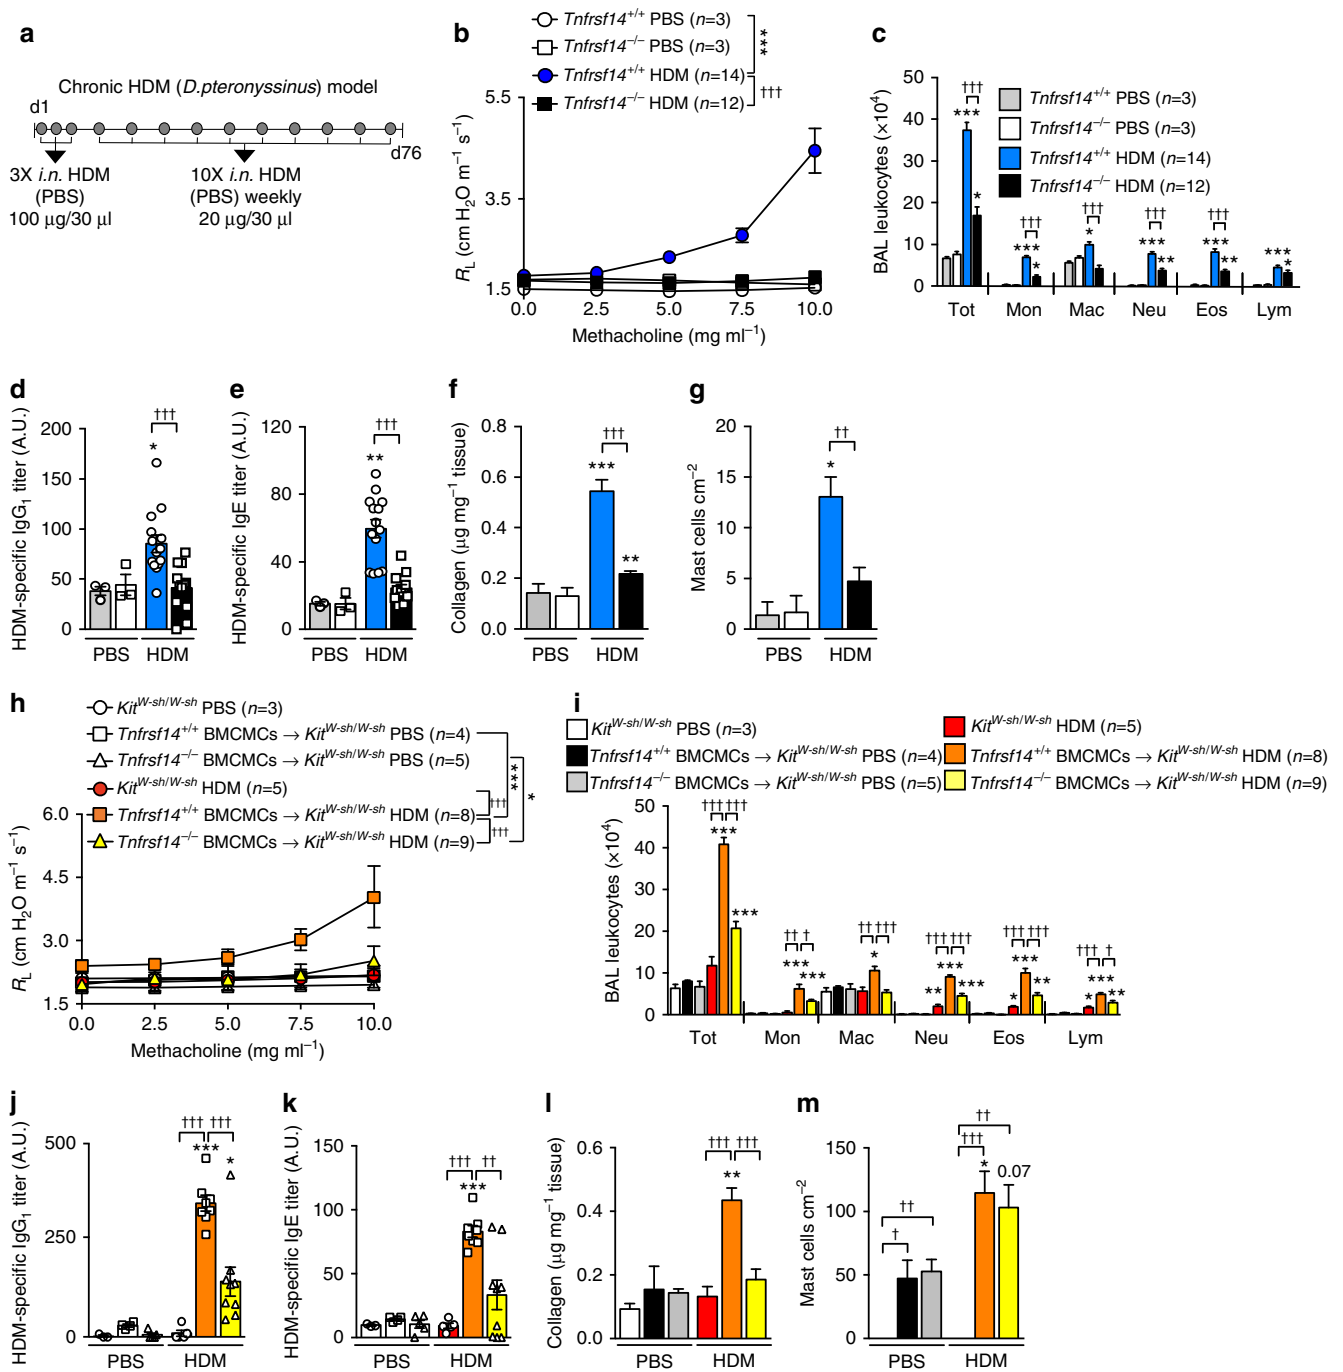 a
Chronic HDM (D.pteronyssinus) model
d1
d76
3X i.n. HDM
(PBS)
100 µg/30 µl
10X i.n. HDM
(PBS) weekly
20 µg/30 µl
b
Tnfrsf14+/+ PBS (n=3)
Tnfrsf14−/− PBS (n=3)
Tnfrsf14+/+ HDM (n=14)
Tnfrsf14−/− HDM (n=12)
***
†††
5.5
3.5
1.5
RL (cm H2O m−1 s−1)
0.0 2.5 5.0 7.5 10.0
Methacholine (mg ml−1)
c
Tnfrsf14+/+ PBS (n=3)
Tnfrsf14−/− PBS (n=3)
Tnfrsf14+/+ HDM (n=14)
Tnfrsf14−/− HDM (n=12)
BAL leukocytes (×10⁴)
50
40
30
20
10
0
††† ††† ††† ††† †††
*** * *** * * *** ** *** ** *** *
Tot Mon Mac Neu Eos Lym
d
HDM-specific IgG1 titer (A.U.)
200
150
100
50
0
†††
*
PBS HDM
e
HDM-specific IgE titer (A.U.)
120
80
40
0
†††
**
PBS HDM
f
Collagen (µg mg−1 tissue)
0.8
0.6
0.4
0.2
0.0
†††
***
**
PBS HDM
g
Mast cells cm−2
20
15
10
5
0
††
*
PBS HDM
h
KitW-sh/W-sh PBS (n=3)
Tnfrsf14+/+ BMCMCs → KitW-sh/W-sh PBS (n=4)
Tnfrsf14−/− BMCMCs → KitW-sh/W-sh PBS (n=5)
KitW-sh/W-sh HDM (n=5)
Tnfrsf14+/+ BMCMCs → KitW-sh/W-sh HDM (n=8)
Tnfrsf14−/− BMCMCs → KitW-sh/W-sh HDM (n=9)
†††
†††
***
*
6.0
4.5
3.0
1.5
RL (cm H2O m−1 s−1)
0.0 2.5 5.0 7.5 10.0
Methacholine (mg ml−1)
i
KitW-sh/W-sh PBS (n=3)
Tnfrsf14+/+ BMCMCs → KitW-sh/W-sh PBS (n=4)
Tnfrsf14−/− BMCMCs → KitW-sh/W-sh PBS (n=5)
KitW-sh/W-sh HDM (n=5)
Tnfrsf14+/+ BMCMCs → KitW-sh/W-sh HDM (n=8)
Tnfrsf14−/− BMCMCs → KitW-sh/W-sh HDM (n=9)
BAL leukocytes (×10⁴)
50
40
30
20
10
0
††† ††† †† † †† ††† ††† ††† ††† ††† ††† †
*** *** *** *** * ** *** *** * *** ** * *** **
Tot Mon Mac Neu Eos Lym
j
HDM-specific IgG1 titer (A.U.)
500
250
0
††† †††
*** *
PBS HDM
k
HDM-specific IgE titer (A.U.)
150
100
50
0
††† ††
***
PBS HDM
l
Collagen (µg mg−1 tissue)
0.6
0.4
0.2
0.0
††† †††
**
PBS HDM
m
Mast cells cm−2
150
100
50
0
††
†
††
†††
* 0.07
PBS HDM